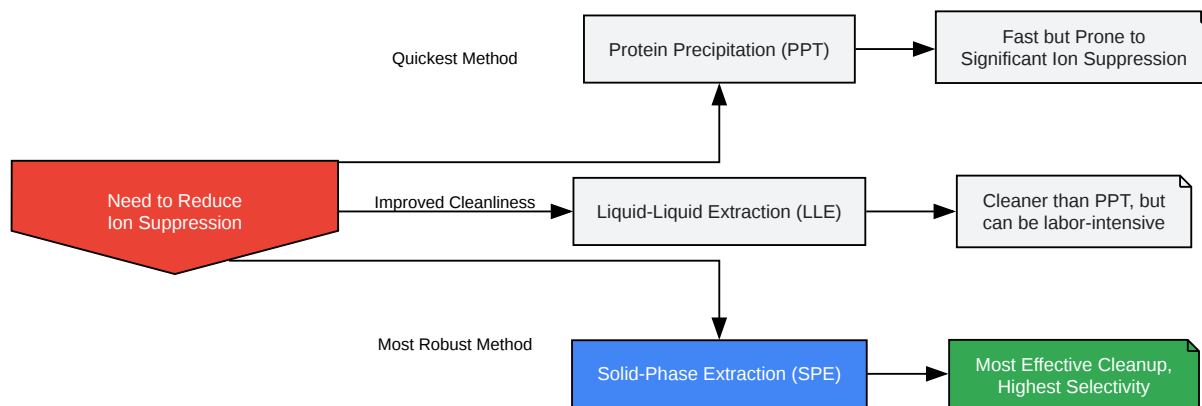 Quickest Method
Protein Precipitation (PPT)
Fast but Prone to
Significant Ion Suppression
Need to Reduce
Ion Suppression
Improved Cleanliness
Liquid-Liquid Extraction (LLE)
Cleaner than PPT, but
can be labor-intensive
Most Robust Method
Solid-Phase Extraction (SPE)
Most Effective Cleanup,
Highest Selectivity